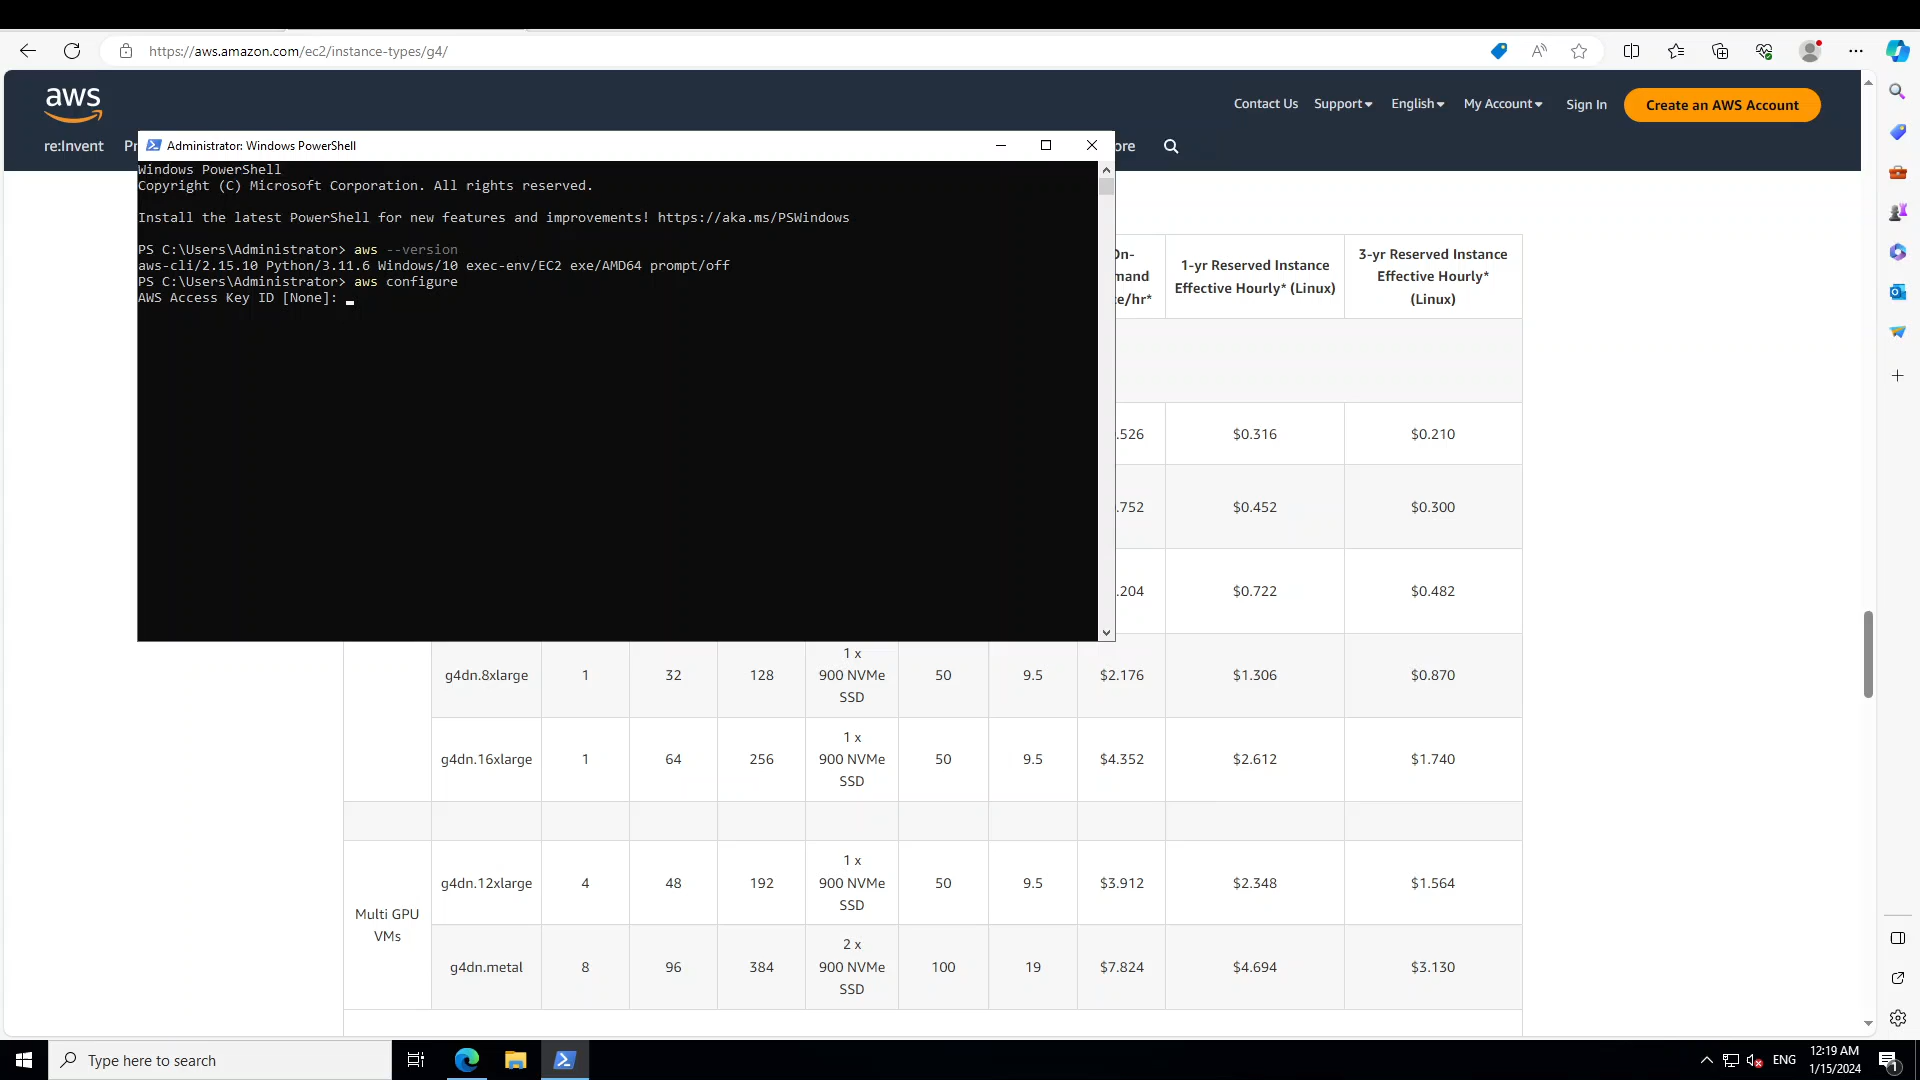 https://aws.amazon.com/ec2/instance-types/g4/
aws
Contact Us
Support
English
My Account
Sign In
Create an AWS Account
re:Invent
Administrator: Windows PowerShell
Windows PowerShell
Copyright (C) Microsoft Corporation. All rights reserved.
Install the latest PowerShell for new features and improvements! https://aka.ms/PSWindows
PS C:\Users\Administrator> aws --version
aws-cli/2.15.10 Python/3.11.6 Windows/10 exec-env/EC2 exe/AMD64 prompt/off
PS C:\Users\Administrator> aws configure
AWS Access Key ID [None]:
1-yr Reserved Instance
Effective Hourly* (Linux)
3-yr Reserved Instance
Effective Hourly*
(Linux)
.526 $0.316 $0.210
.752 $0.452 $0.300
.204 $0.722 $0.482
g4dn.8xlarge 1 32 128 1 x 900 NVMe SSD 50 9.5 $2.176 $1.306 $0.870
g4dn.16xlarge 1 64 256 1 x 900 NVMe SSD 50 9.5 $4.352 $2.612 $1.740
Multi GPU
VMs
g4dn.12xlarge 4 48 192 1 x 900 NVMe SSD 50 9.5 $3.912 $2.348 $1.564
g4dn.metal 8 96 384 2 x 900 NVMe SSD 100 19 $7.824 $4.694 $3.130
Type here to search
ENG
12:19 AM
1/15/2024
1